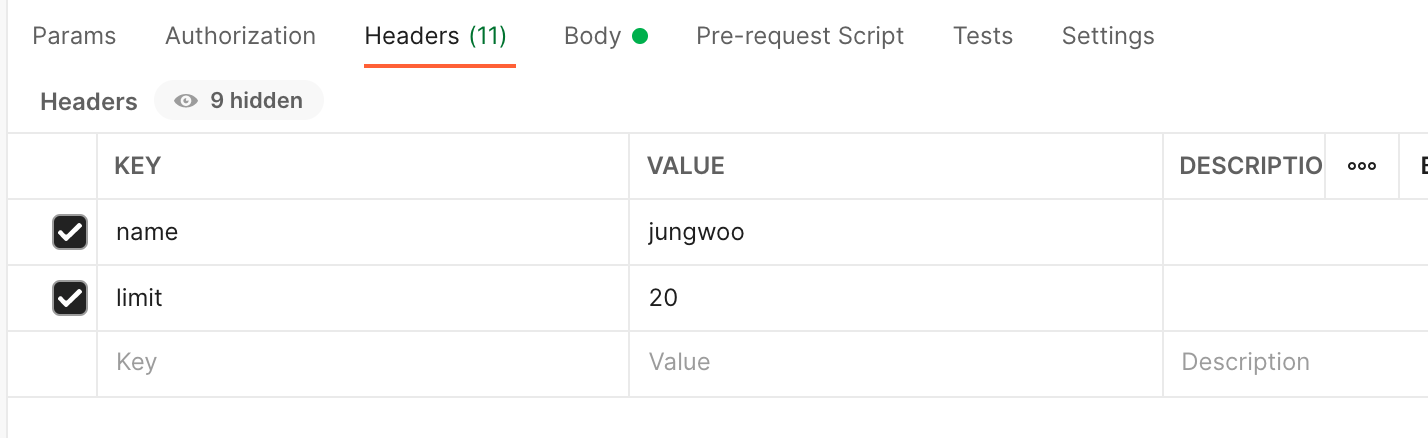 Params Authorization Headers (11) Body Pre-request Script Tests Settings
Headers 9 hidden
KEY VALUE DESCRIPTIO ooo
name jungwoo
limit 20
Key Value Description